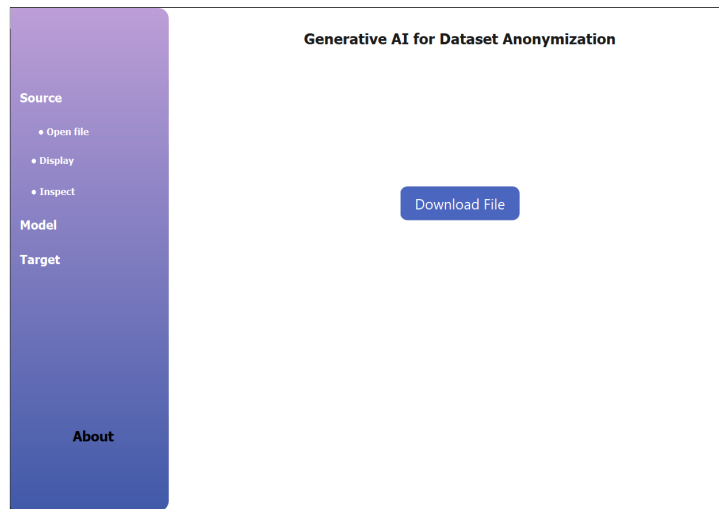 Generative AI for Dataset Anonymization
Source
• Open file
• Display
• Inspect
Model
Target
About
Download File